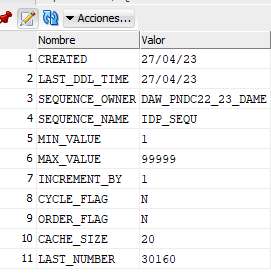 Acciones...
Nombre Valor
1 CREATED 27/04/23
2 LAST_DDL_TIME 27/04/23
3 SEQUENCE_OWNER DAW_PNDC22_23_DAME
4 SEQUENCE_NAME IDP_SEQU
5 MIN_VALUE 1
6 MAX_VALUE 99999
7 INCREMENT_BY 1
8 CYCLE_FLAG N
9 ORDER_FLAG N
10 CACHE_SIZE 20
11 LAST_NUMBER 30160